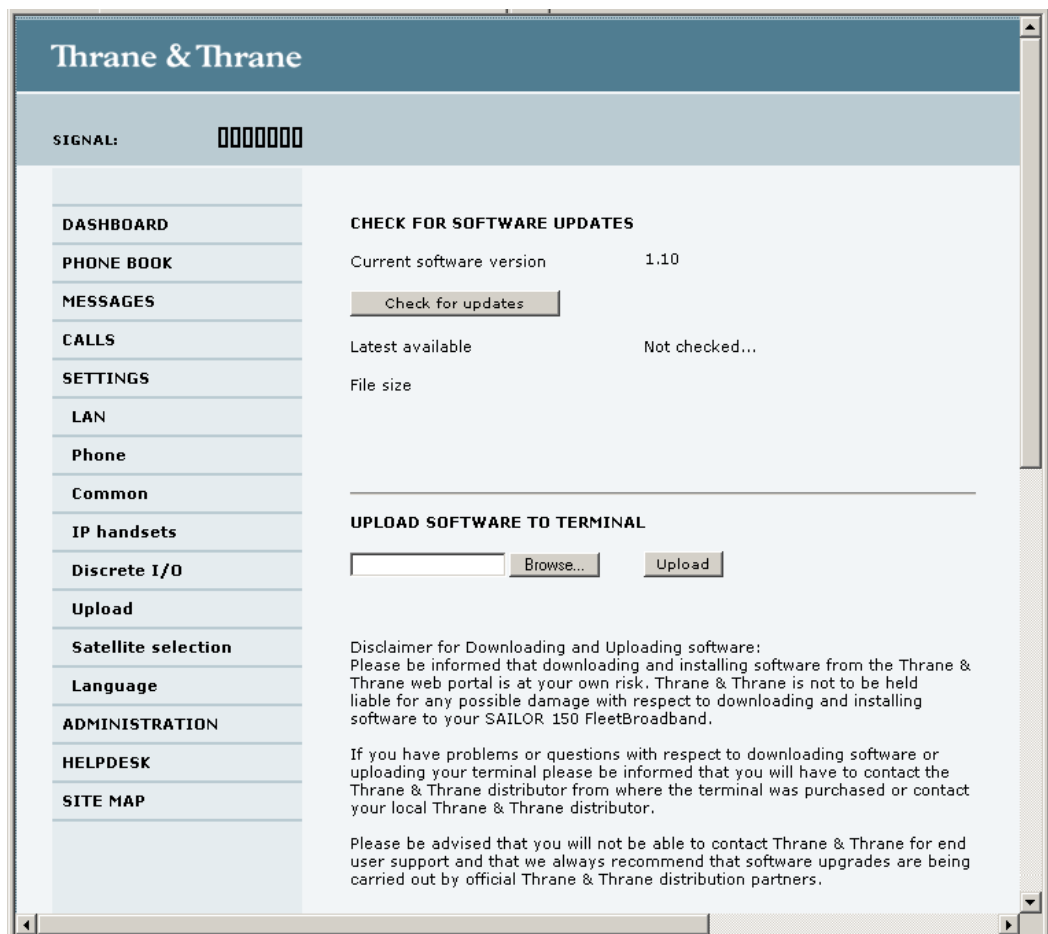 Thrane & Thrane
SIGNAL:
DASHBOARD
PHONE BOOK
MESSAGES
CALLS
SETTINGS
LAN
Phone
Common
IP handsets
Discrete I/O
Upload
Satellite selection
Language
ADMINISTRATION
HELPDESK
SITE MAP
CHECK FOR SOFTWARE UPDATES
Current software version 1.10
Check for updates
Latest available Not checked...
File size
UPLOAD SOFTWARE TO TERMINAL
Browse... Upload
Disclaimer for Downloading and Uploading software:
Please be informed that downloading and installing software from the Thrane &
Thrane web portal is at your own risk. Thrane & Thrane is not to be held
liable for any possible damage with respect to downloading and installing
software to your SAILOR 150 FleetBroadband.
If you have problems or questions with respect to downloading software or
uploading your terminal please be informed that you will have to contact the
Thrane & Thrane distributor from where the terminal was purchased or contact
your local Thrane & Thrane distributor.
Please be advised that you will not be able to contact Thrane & Thrane for end
user support and that we always recommend that software upgrades are being
carried out by official Thrane & Thrane distribution partners.